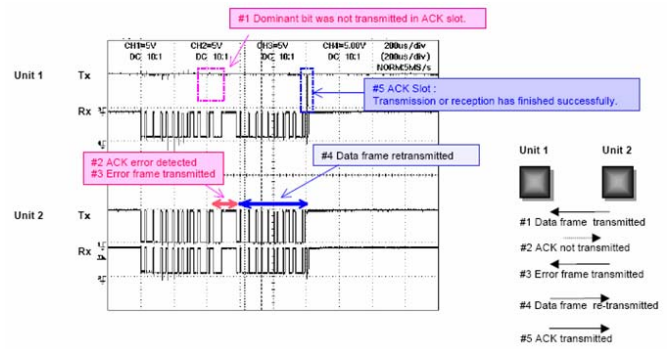 #1 Dominant bit was not transmitted in ACK slot.
CH1=5V CH2=5V CH3=5V CH4=5.00V 200us/div
DC 10:1 DC 10:1 DC 10:1 DC 10:1 (200us/div)
NORM:5MS/s
Unit 1 Tx
#5 ACK Slot :
Transmission or reception has finished successfully.
Rx
#2 ACK error detected
#3 Error frame transmitted
#4 Data frame retransmitted
Unit 2 Tx
Rx
Unit 1 Unit 2
#1 Data frame transmitted
#2 ACK not transmitted
#3 Error frame transmitted
#4 Data frame re-transmitted
#5 ACK transmitted